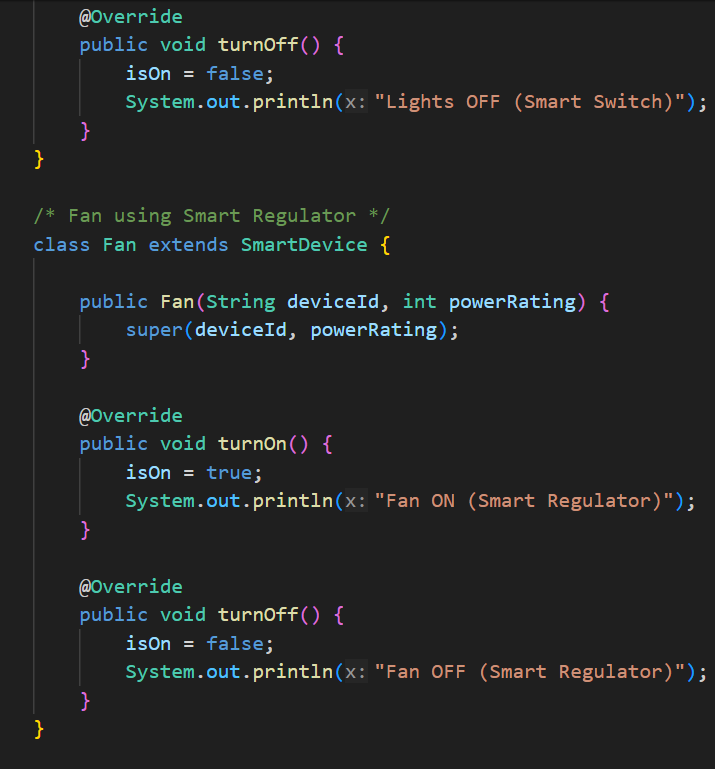 @Override
    public void turnOff() {
        isOn = false;
        System.out.println(x: "Lights OFF (Smart Switch)");
    }
}

/* Fan using Smart Regulator */
class Fan extends SmartDevice {

    public Fan(String deviceId, int powerRating) {
        super(deviceId, powerRating);
    }

    @Override
    public void turnOn() {
        isOn = true;
        System.out.println(x: "Fan ON (Smart Regulator)");
    }

    @Override
    public void turnOff() {
        isOn = false;
        System.out.println(x: "Fan OFF (Smart Regulator)");
    }
}